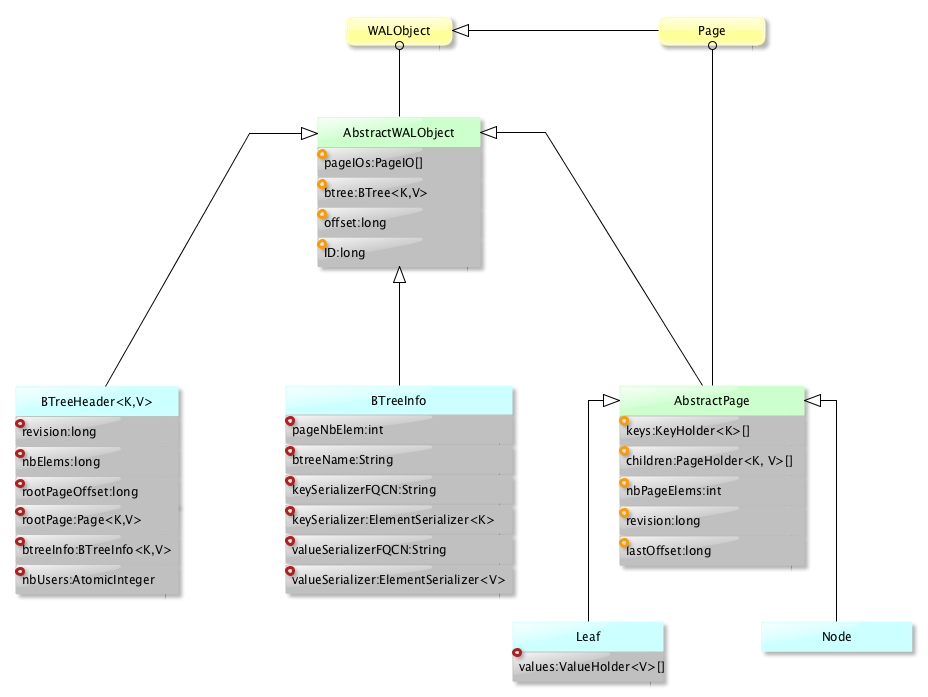 WALObject
Page
AbstractWALObject
pageIOs:PageIO[]
btree:BTree<K,V>
offset:long
ID:long
BTreeHeader<K,V>
revision:long
nbElems:long
rootPageOffset:long
rootPage:Page<K,V>
btreeInfo:BTreeInfo<K,V>
nbUsers:AtomicInteger
BTreeInfo
pageNbElem:int
btreeName:String
keySerializerFQCN:String
keySerializer:ElementSerializer<K>
valueSerializerFQCN:String
valueSerializer:ElementSerializer<V>
AbstractPage
keys:KeyHolder<K>[]
children:PageHolder<K, V>[]
nbPageElems:int
revision:long
lastOffset:long
Leaf
values:ValueHolder<V>[]
Node